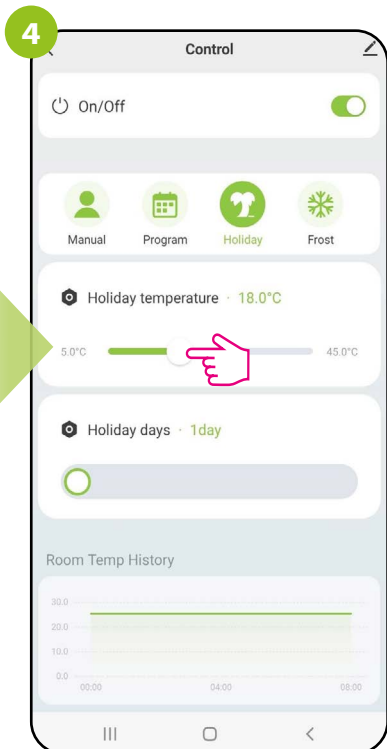 4
Control
On/Off
Manual Program Holiday Frost
Holiday temperature · 18.0°C
5.0°C 45.0°C
Holiday days · 1day
Room Temp History
30.0
20.0
10.0
0.0
00:00 04:00 08:00